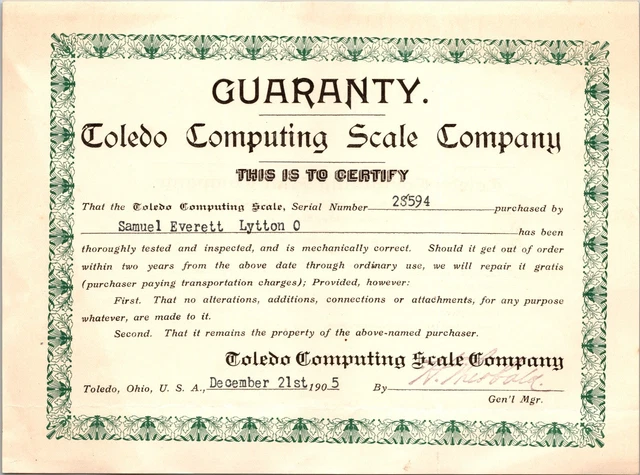 GUARANTY.
Toledo Computing Scale Company
THIS IS TO CERTIFY
That the Toledo Computing Scale, Serial Number 28594 purchased by
Samuel Everett Lytton O has been
thoroughly tested and inspected, and is mechanically correct. Should it get out of order
within two years from the above date through ordinary use, we will repair it gratis
(purchaser paying transportation charges); Provided, however:
First. That no alterations, additions, connections or attachments, for any purpose
whatever, are made to it.
Second. That it remains the property of the above-named purchaser.
Toledo Computing Scale Company
Toledo, Ohio, U. S. A., December 21st 1905 By
Gen'l Mgr.